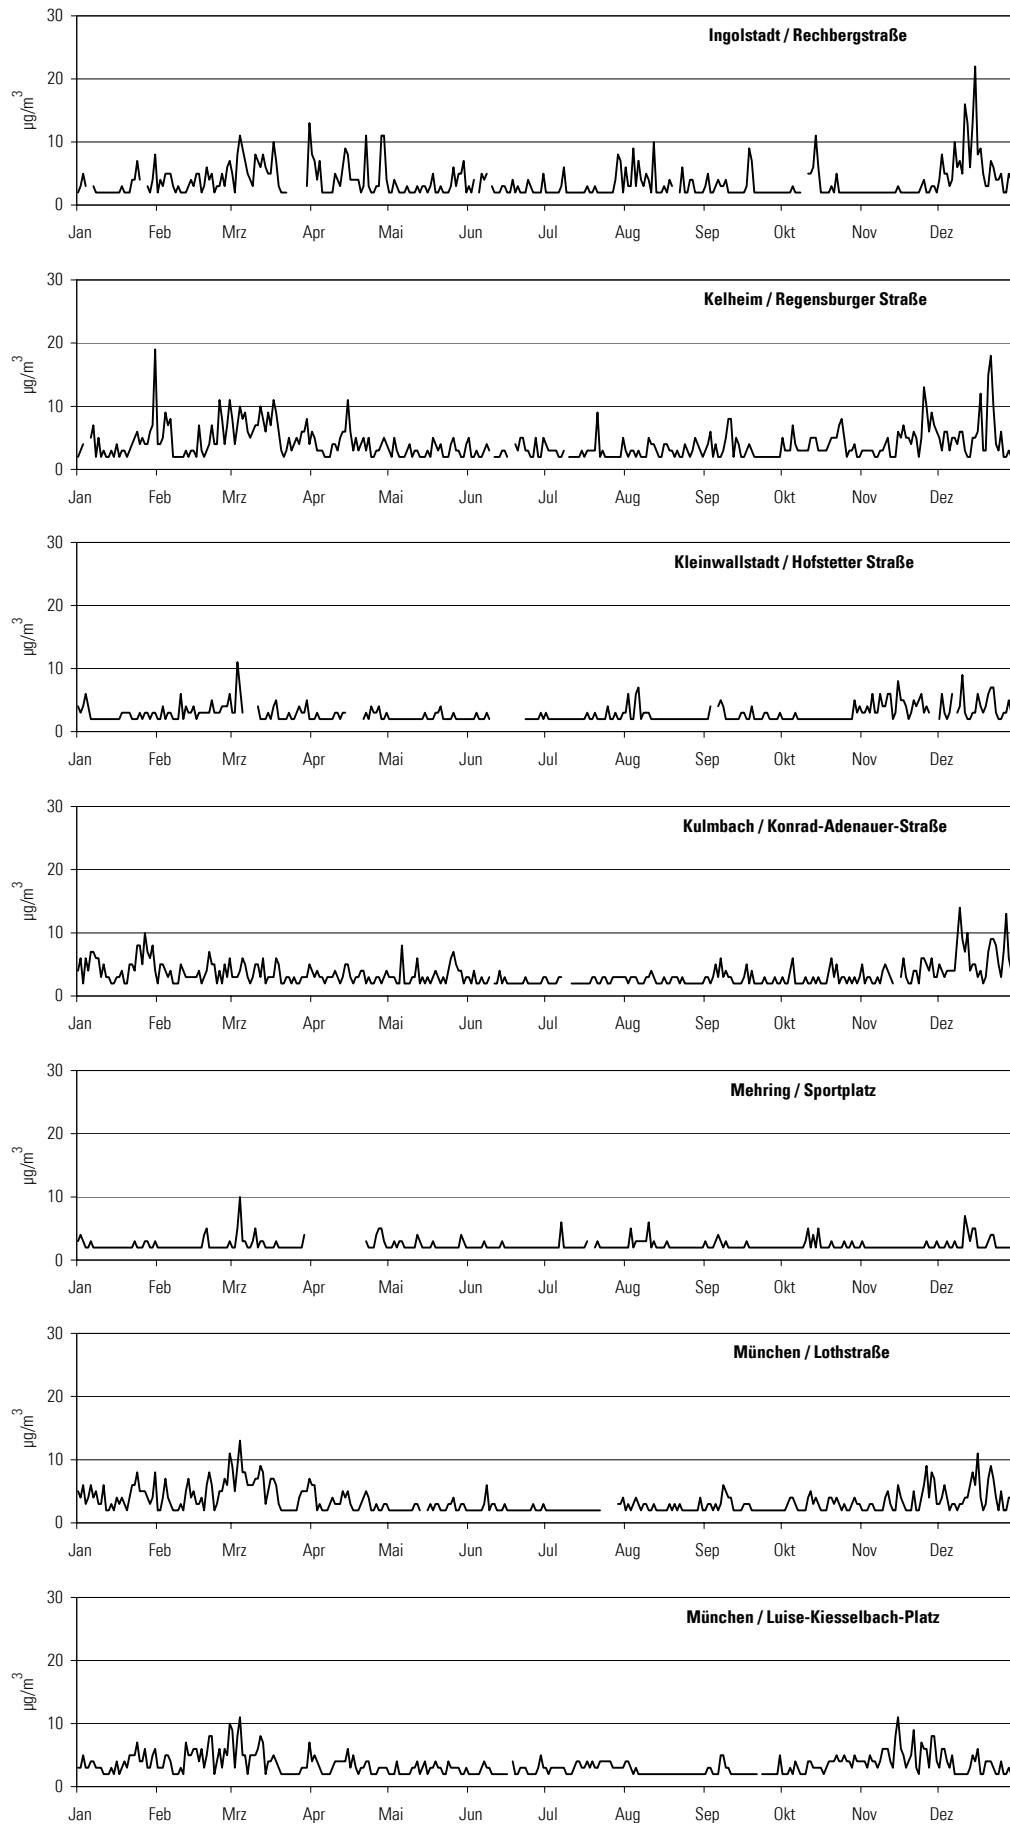 30
Ingolstadt / Rechbergstraße
20
µg/m³
10
0
Jan Feb Mrz Apr Mai Jun Jul Aug Sep Okt Nov Dez
30
Kelheim / Regensburger Straße
20
µg/m³
10
0
Jan Feb Mrz Apr Mai Jun Jul Aug Sep Okt Nov Dez
30
Kleinwallstadt / Hofstetter Straße
20
µg/m³
10
0
Jan Feb Mrz Apr Mai Jun Jul Aug Sep Okt Nov Dez
30
Kulmbach / Konrad-Adenauer-Straße
20
µg/m³
10
0
Jan Feb Mrz Apr Mai Jun Jul Aug Sep Okt Nov Dez
30
Mehring / Sportplatz
20
µg/m³
10
0
Jan Feb Mrz Apr Mai Jun Jul Aug Sep Okt Nov Dez
30
München / Lothstraße
20
µg/m³
10
0
Jan Feb Mrz Apr Mai Jun Jul Aug Sep Okt Nov Dez
30
München / Luise-Kiesselbach-Platz
20
µg/m³
10
0
Jan Feb Mrz Apr Mai Jun Jul Aug Sep Okt Nov Dez